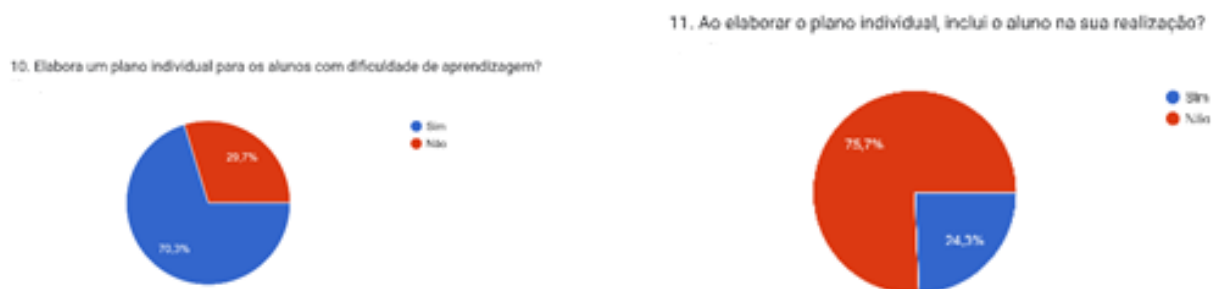 10. Elabora um plano individual para os alunos com dificuldade de aprendizagem?
Sim
Não
29,7%
70,3%
11. Ao elaborar o plano individual, inclui o aluno na sua realização?
Sim
Não
75,7%
24,3%